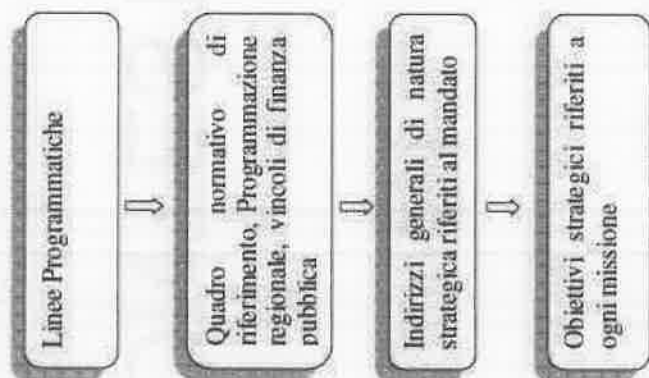 Linee Programmatiche
Quadro normativo di
riferimento, Programmazione
regionale, vincoli di finanza
pubblica
Indirizzi generali di natura
strategica riferiti al mandato
Obiettivi strategici riferiti a
ogni missione